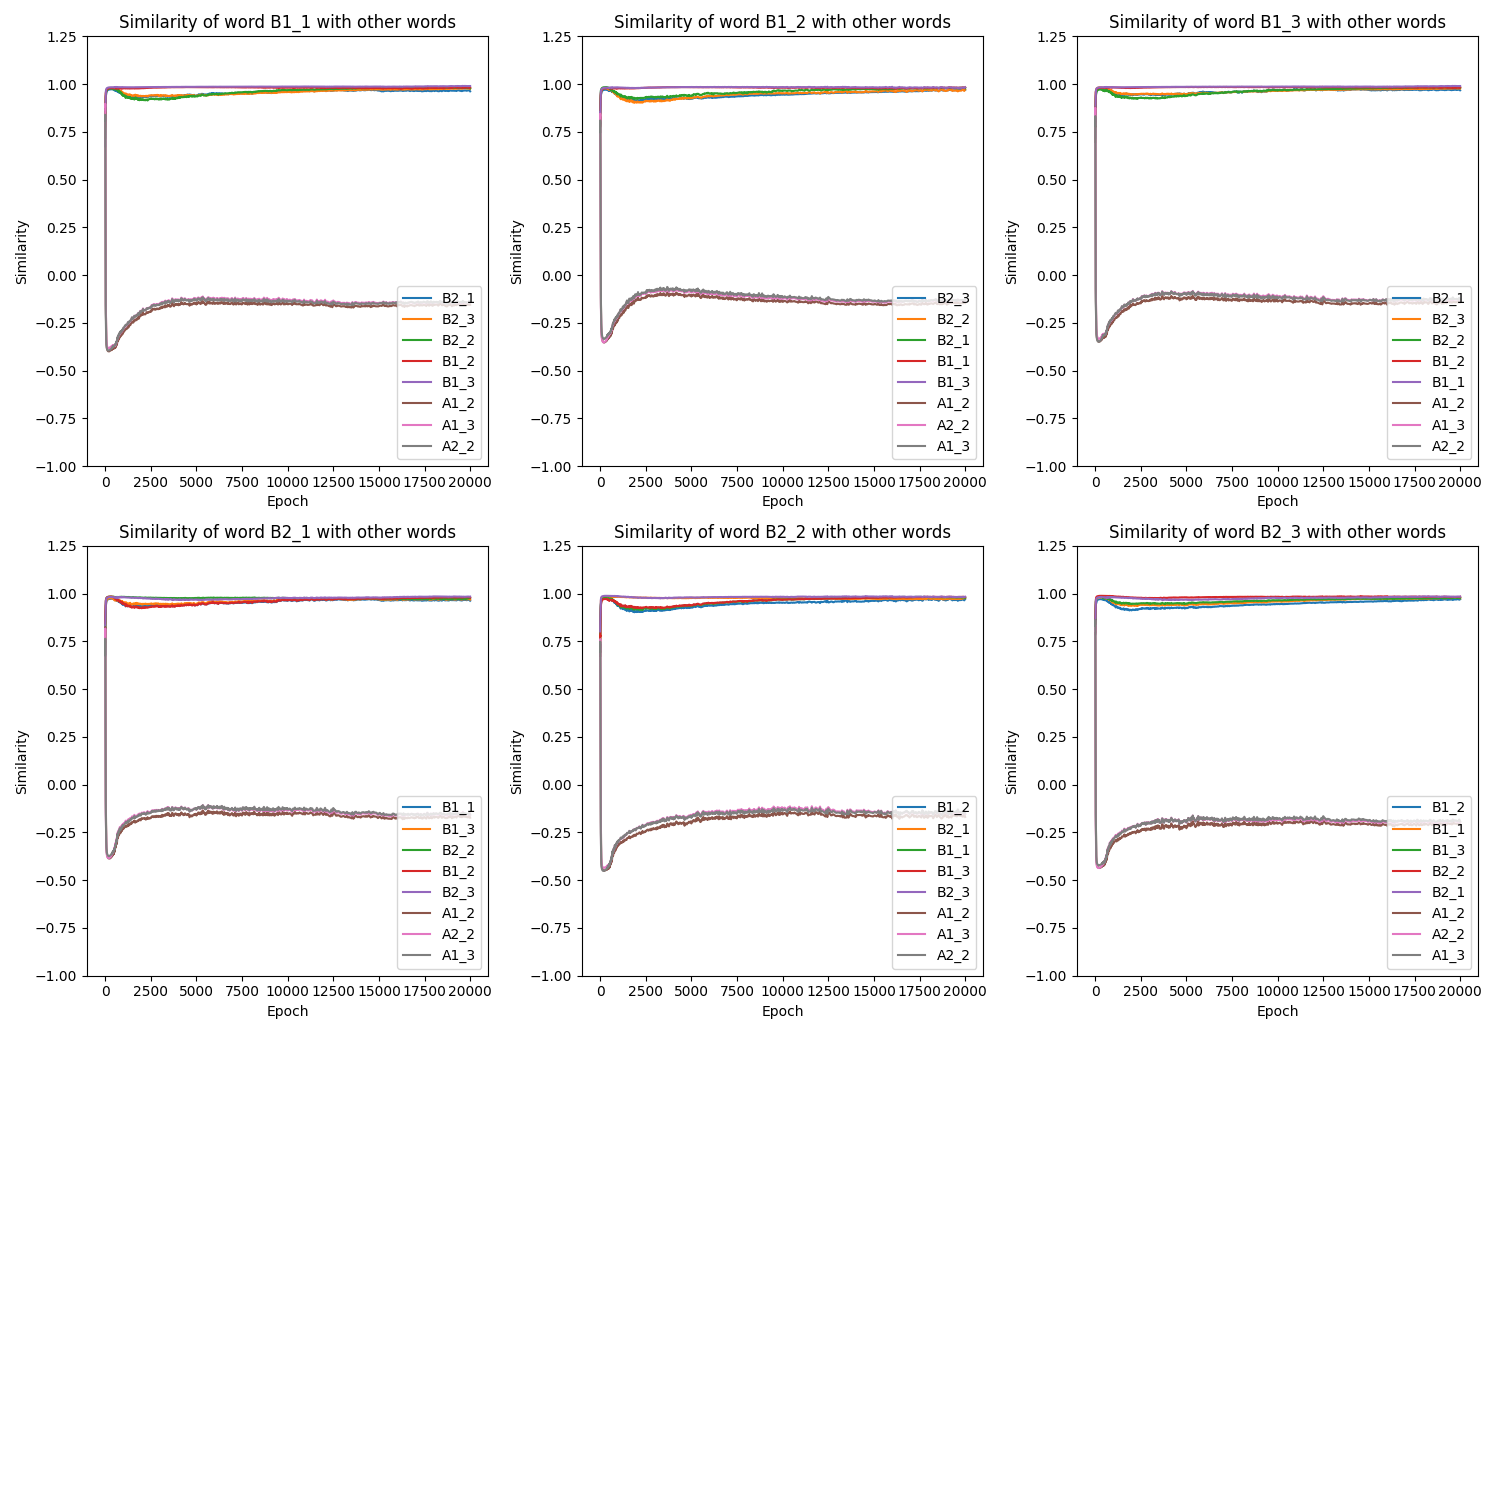 Similarity of word B1_1 with other words
1.25
1.00
0.75
0.50
0.25
0.00
−0.25
−0.50
−0.75
−1.00
Similarity
B2_1
B2_3
B2_2
B1_2
B1_3
A1_2
A1_3
A2_2
0 2500 5000 7500 10000 12500 15000 17500 20000
Epoch
Similarity of word B1_2 with other words
1.25
1.00
0.75
0.50
0.25
0.00
−0.25
−0.50
−0.75
−1.00
Similarity
B2_3
B2_2
B2_1
B1_1
B1_3
A1_2
A2_2
A1_3
0 2500 5000 7500 10000 12500 15000 17500 20000
Epoch
Similarity of word B1_3 with other words
1.25
1.00
0.75
0.50
0.25
0.00
−0.25
−0.50
−0.75
−1.00
Similarity
B2_1
B2_3
B2_2
B1_2
B1_1
A1_2
A1_3
A2_2
0 2500 5000 7500 10000 12500 15000 17500 20000
Epoch
Similarity of word B2_1 with other words
1.25
1.00
0.75
0.50
0.25
0.00
−0.25
−0.50
−0.75
−1.00
Similarity
B1_1
B1_3
B2_2
B1_2
B2_3
A1_2
A2_2
A1_3
0 2500 5000 7500 10000 12500 15000 17500 20000
Epoch
Similarity of word B2_2 with other words
1.25
1.00
0.75
0.50
0.25
0.00
−0.25
−0.50
−0.75
−1.00
Similarity
B1_2
B2_1
B1_1
B1_3
B2_3
A1_2
A1_3
A2_2
0 2500 5000 7500 10000 12500 15000 17500 20000
Epoch
Similarity of word B2_3 with other words
1.25
1.00
0.75
0.50
0.25
0.00
−0.25
−0.50
−0.75
−1.00
Similarity
B1_2
B1_1
B1_3
B2_2
B2_1
A1_2
A2_2
A1_3
0 2500 5000 7500 10000 12500 15000 17500 20000
Epoch